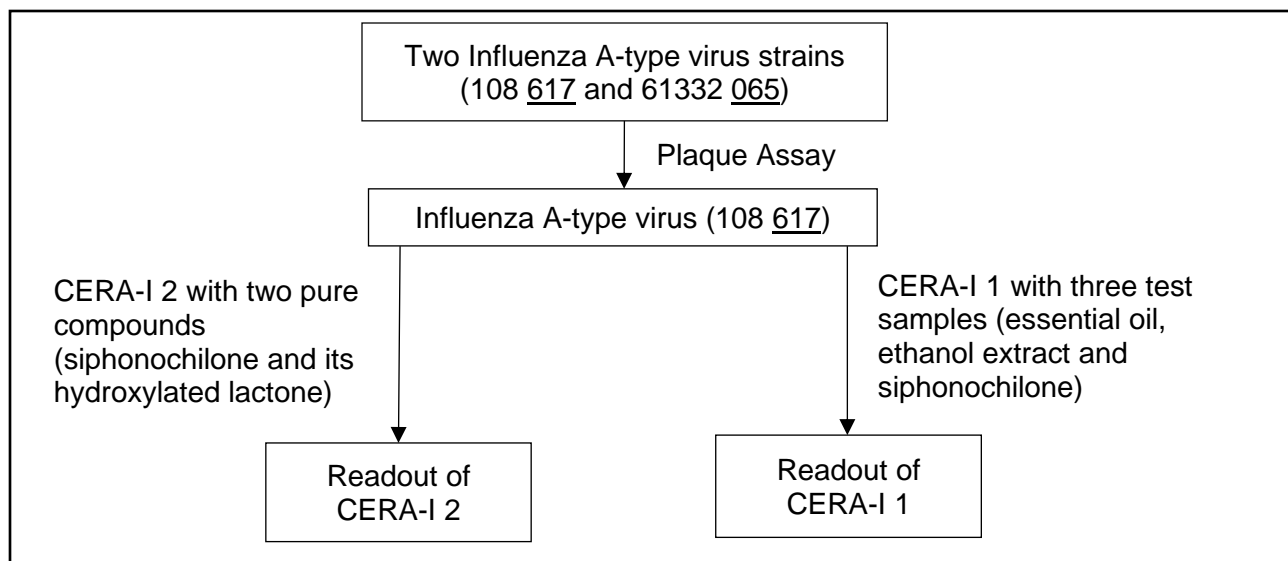 Two Influenza A-type virus strains
(108 617 and 61332 065)
Plaque Assay
Influenza A-type virus (108 617)
CERA-I 2 with two pure
compounds
(siphonochilone and its
hydroxylated lactone)
CERA-I 1 with three test
samples (essential oil,
ethanol extract and
siphonochilone)
Readout of
CERA-I 2
Readout of
CERA-I 1